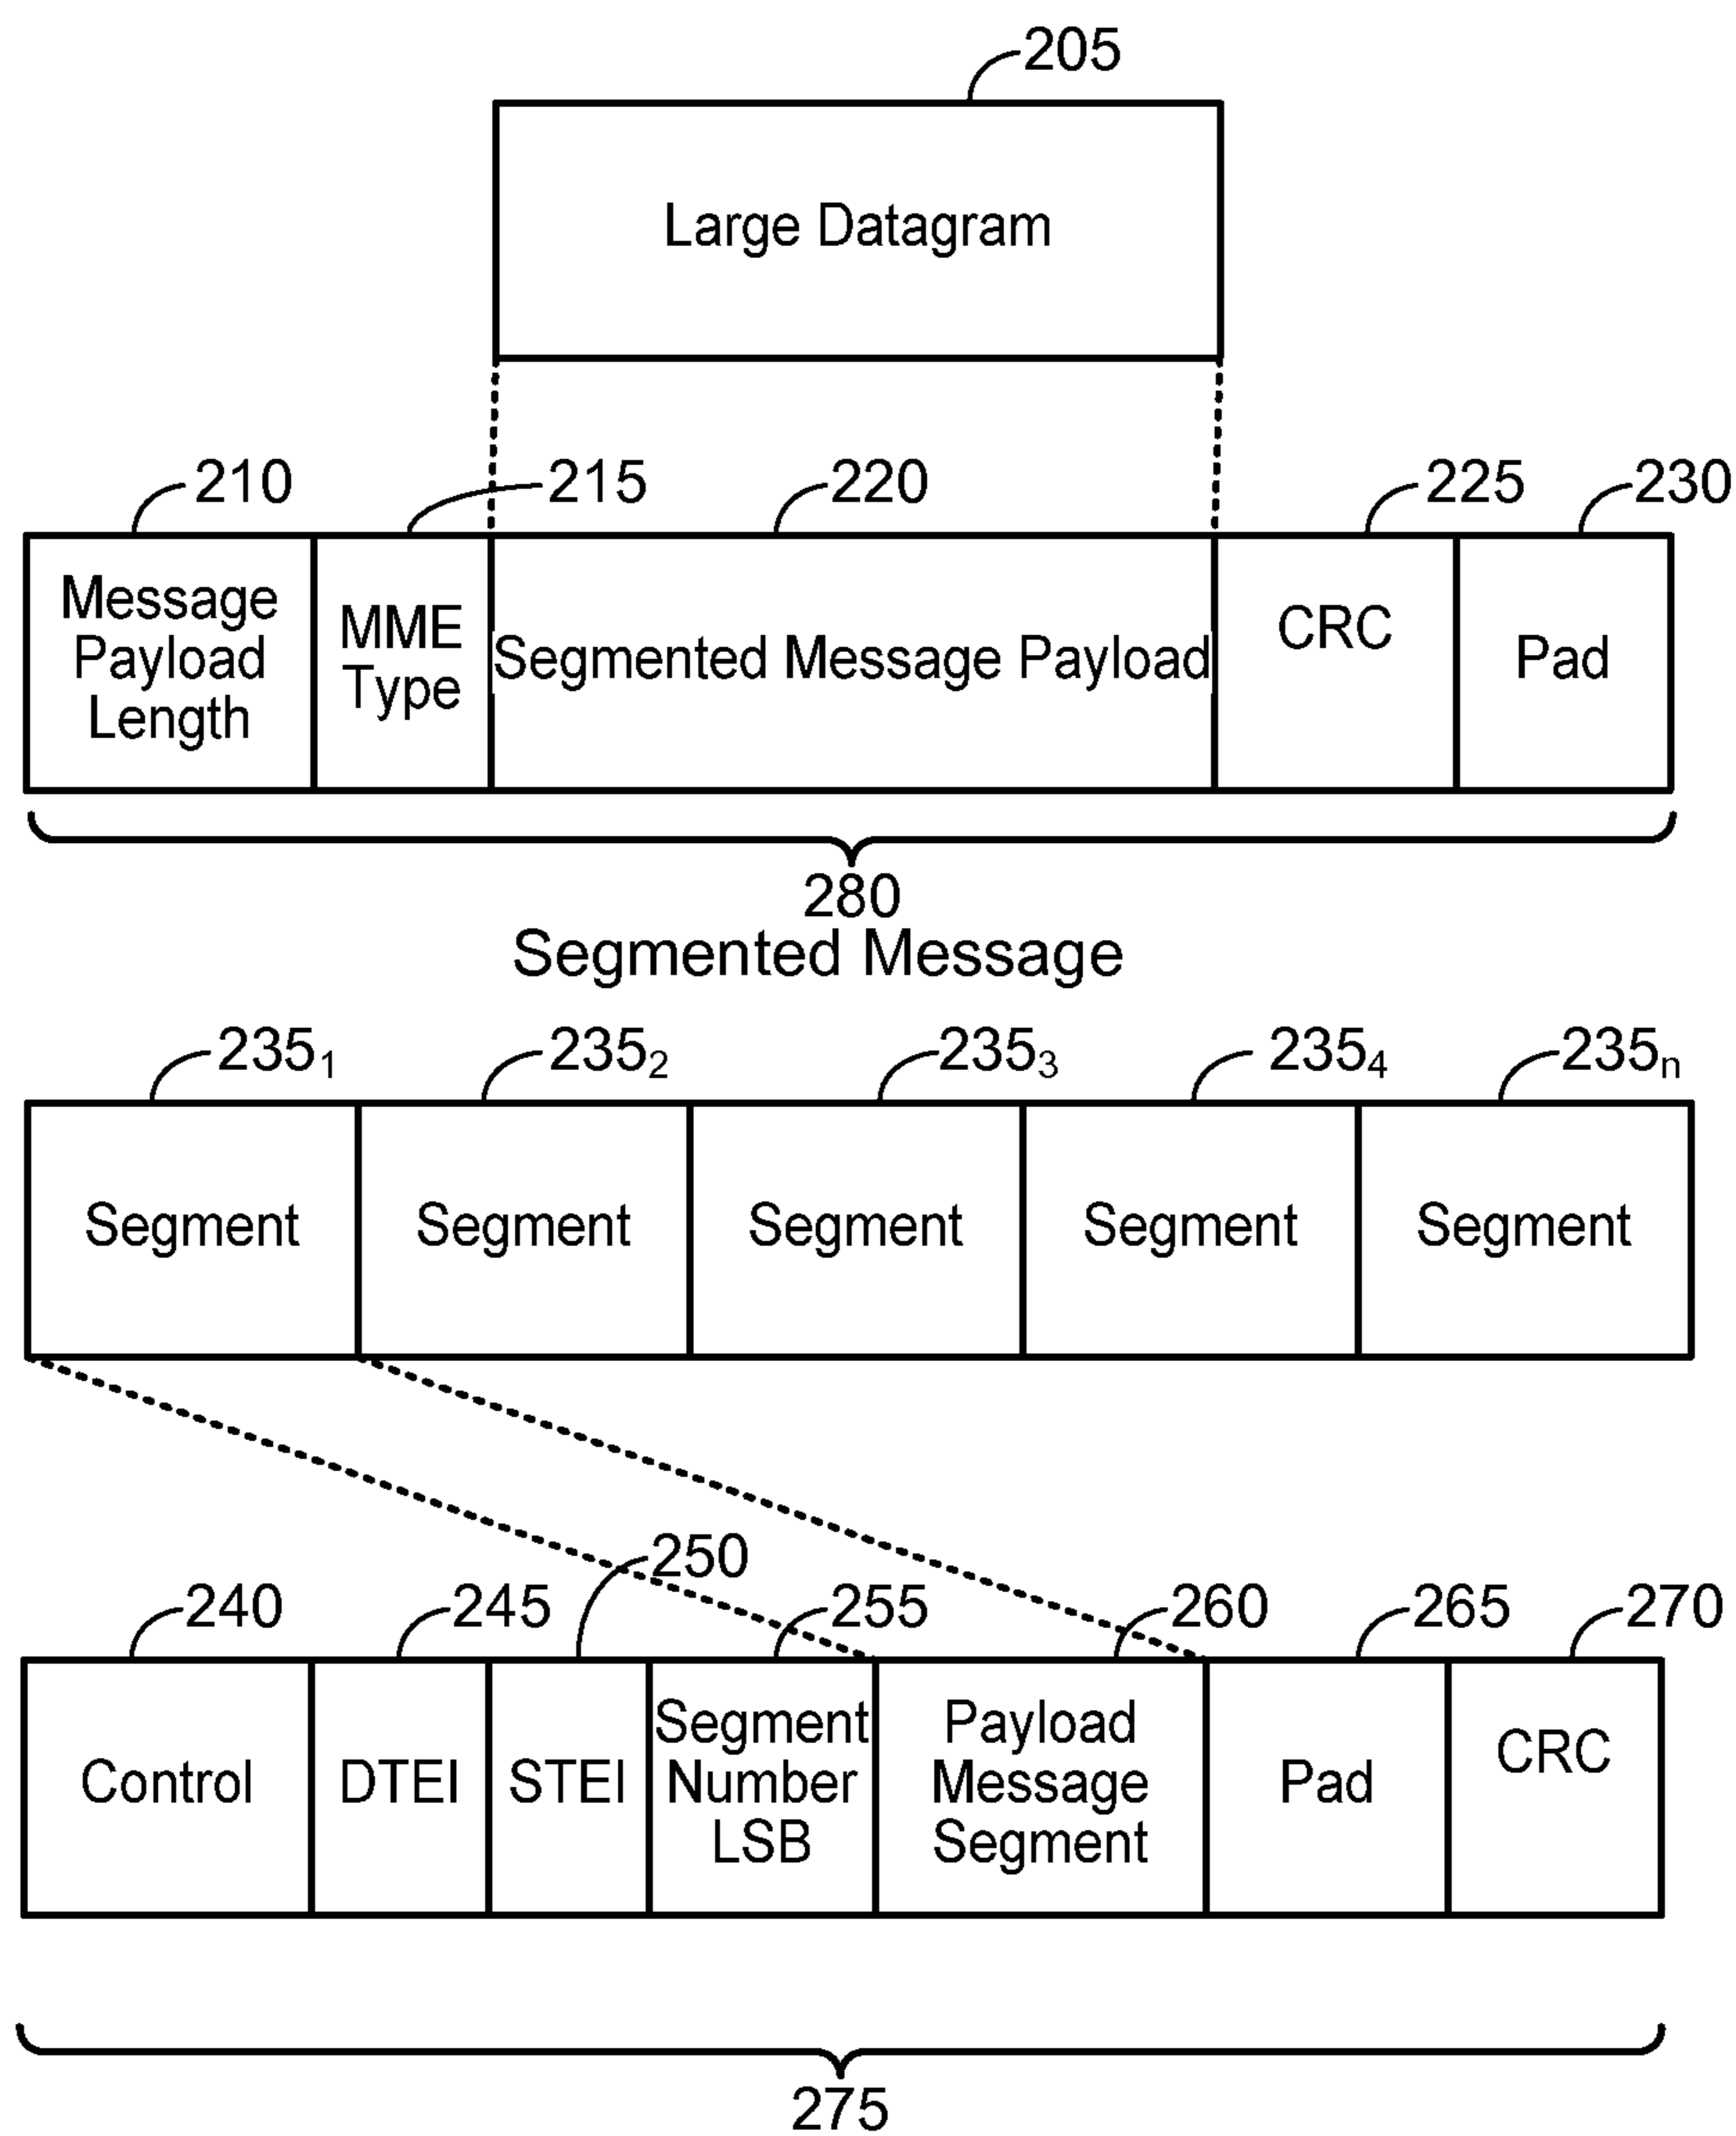 205
Large Datagram
210 215 220 225 230
Message
Payload
Length
MME
Type
Segmented Message Payload
CRC
Pad
280
Segmented Message
235₁ 235₂ 235₃ 235₄ 235ₙ
Segment Segment Segment Segment Segment
250
240 245 255 260 265 270
Control
DTEI
STEI
Segment
Number
LSB
Payload
Message
Segment
Pad
CRC
275